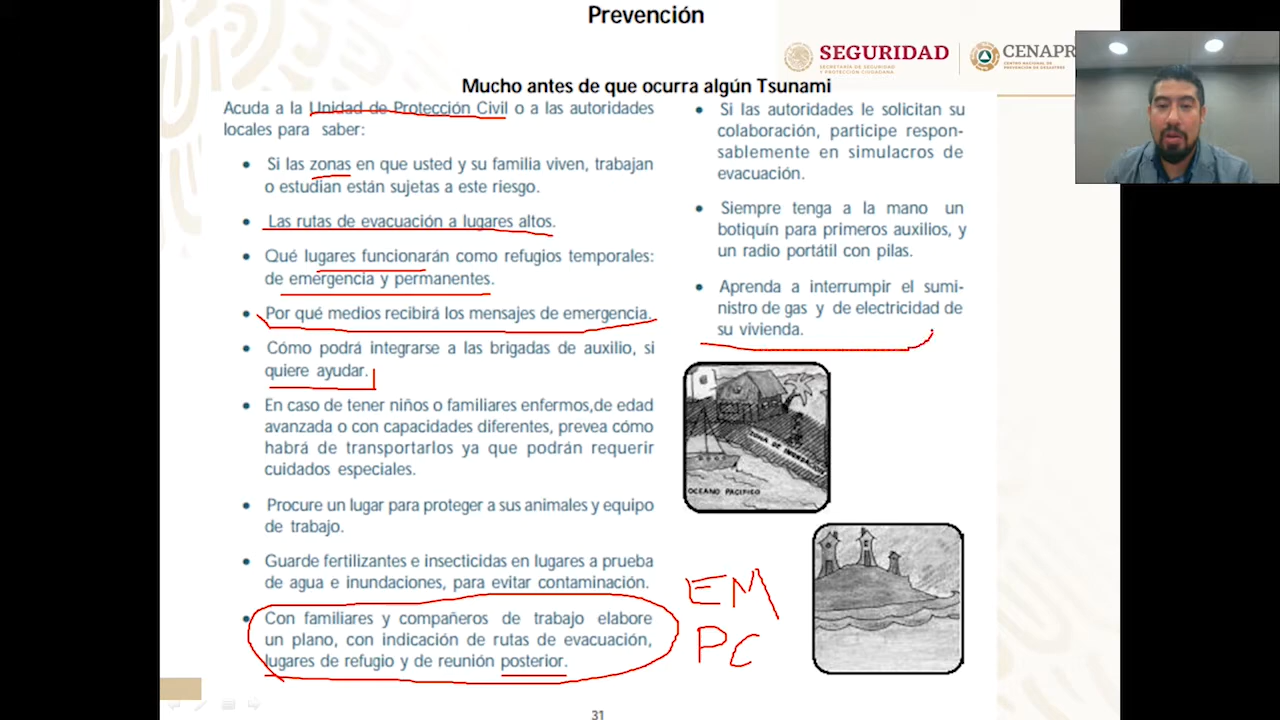 Prevención
SEGURIDAD
SECRETARÍA DE SEGURIDAD
Y PROTECCIÓN CIUDADANA
CENAPR
CENTRO NACIONAL DE
PREVENCIÓN DE DESASTRES
Mucho antes de que ocurra algún Tsunami
Acuda a la Unidad de Protección Civil o a las autoridades
locales para saber:
• Si las zonas en que usted y su familia viven, trabajan
o estudian están sujetas a este riesgo.
• Las rutas de evacuación a lugares altos.
• Qué lugares funcionarán como refugios temporales:
de emergencia y permanentes.
• Por qué medios recibirá los mensajes de emergencia.
• Cómo podrá integrarse a las brigadas de auxilio, si
quiere ayudar.
• En caso de tener niños o familiares enfermos,de edad
avanzada o con capacidades diferentes, prevea cómo
habrá de transportarlos ya que podrán requerir
cuidados especiales.
• Procure un lugar para proteger a sus animales y equipo
de trabajo.
• Guarde fertilizantes e insecticidas en lugares a prueba
de agua e inundaciones, para evitar contaminación.
• Con familiares y compañeros de trabajo elabore
un plano, con indicación de rutas de evacuación,
lugares de refugio y de reunión posterior.
• Si las autoridades le solicitan su
colaboración, participe respon-
sablemente en simulacros de
evacuación.
• Siempre tenga a la mano un
botiquín para primeros auxilios, y
un radio portátil con pilas.
• Aprenda a interrumpir el sumi-
nistro de gas y de electricidad de
su vivienda.
ZONA DE INUNDACION
OCEANO PACIFICO
EM
PC
31